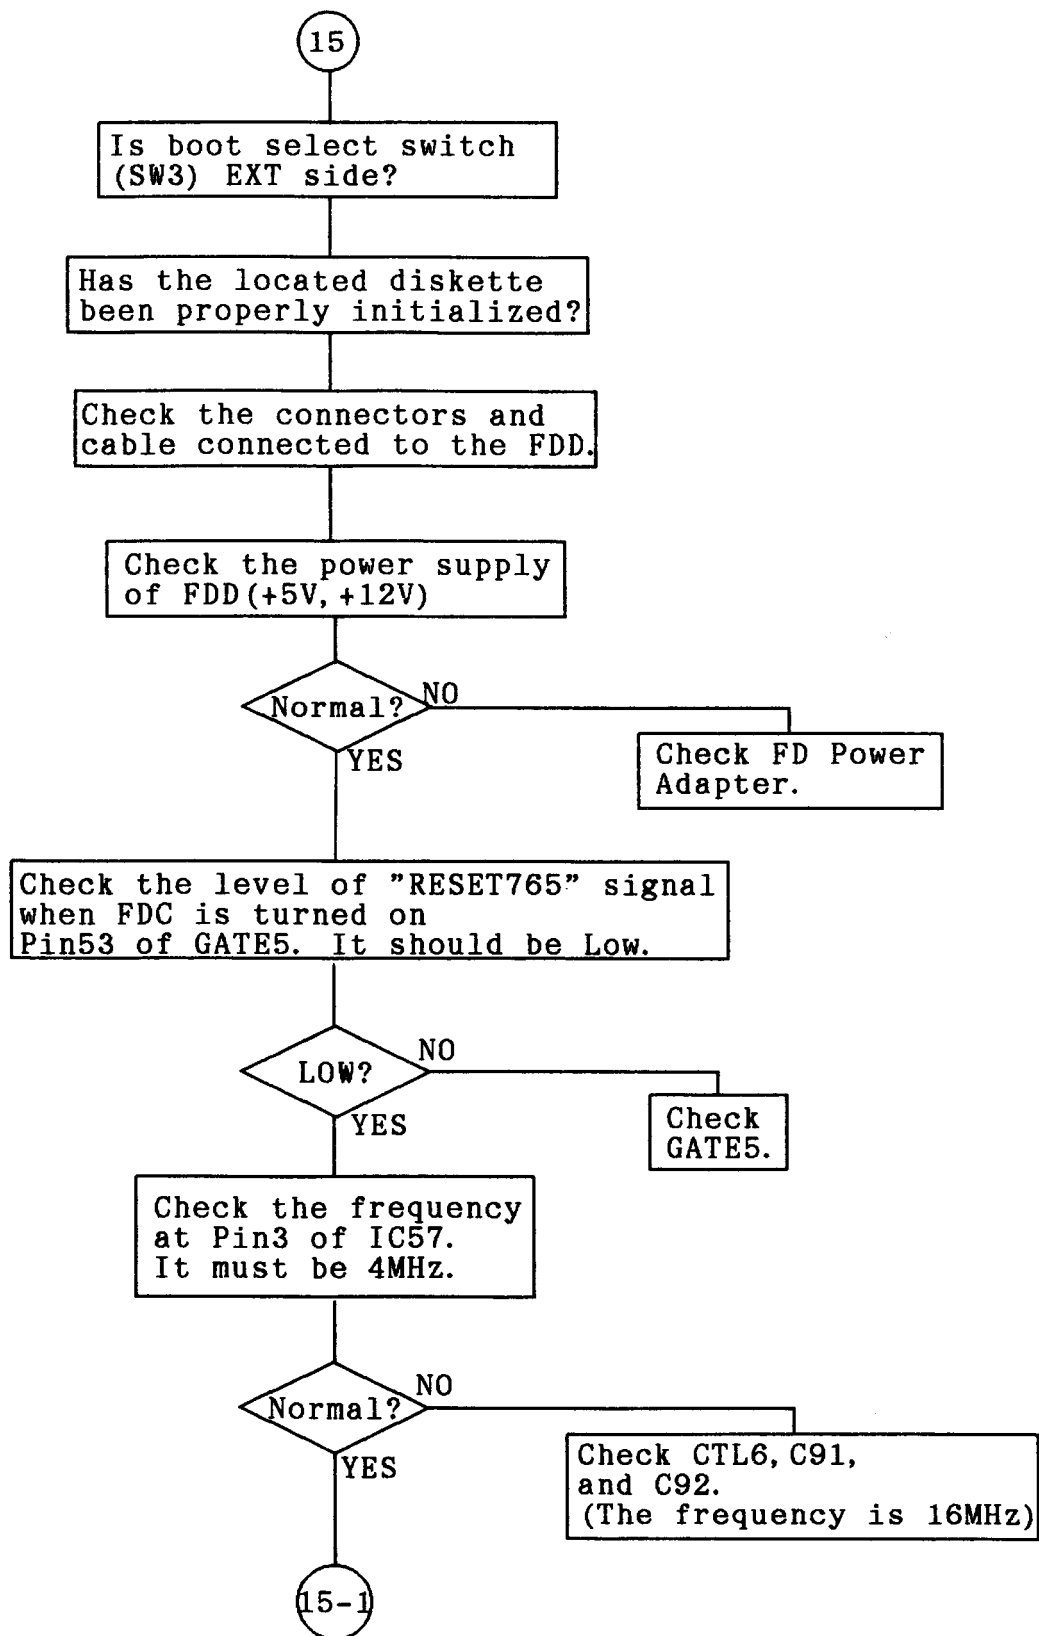 15
Is boot select switch
(SW3) EXT side?
Has the located diskette
been properly initialized?
Check the connectors and
cable connected to the FDD.
Check the power supply
of FDD(+5V,+12V)
Normal?
NO
YES
Check FD Power
Adapter.
Check the level of "RESET765" signal
when FDC is turned on
Pin53 of GATE5. It should be Low.
LOW?
NO
YES
Check
GATE5.
Check the frequency
at Pin3 of IC57.
It must be 4MHz.
Normal?
NO
YES
Check CTL6, C91,
and C92.
(The frequency is 16MHz)
15-1